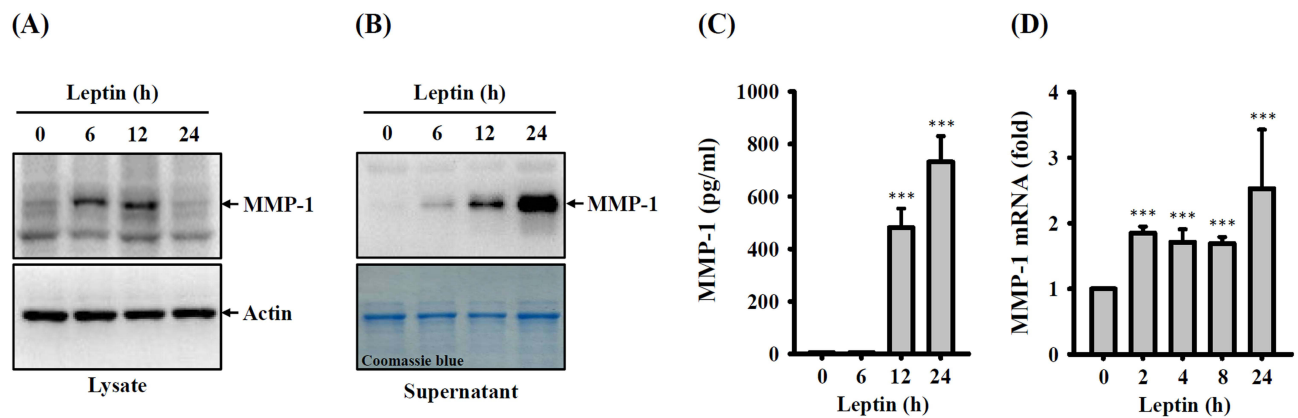 (A)
Leptin (h)
0 6 12 24
MMP-1
Actin
Lysate
(B)
Leptin (h)
0 6 12 24
MMP-1
Coomassie blue
Supernatant
(C)
1000
800
600
400
200
0
MMP-1 (pg/ml)
***
***
0 6 12 24
Leptin (h)
(D)
4
3
2
1
0
MMP-1 mRNA (fold)
*** *** *** ***
0 2 4 8 24
Leptin (h)